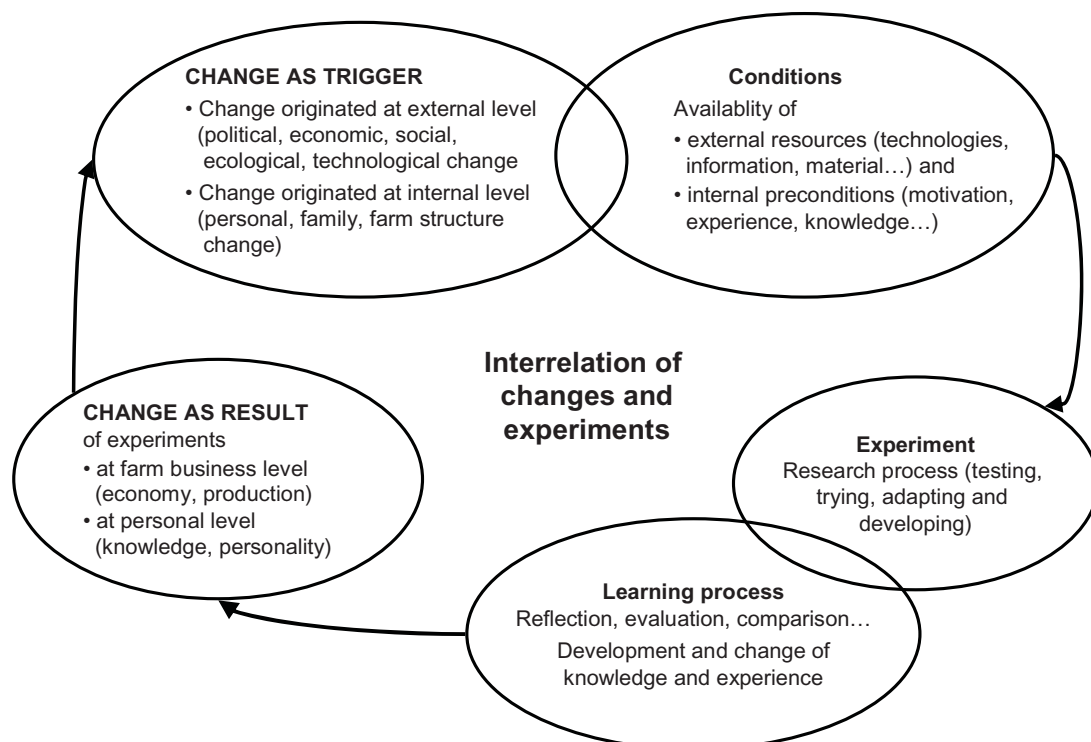 CHANGE AS TRIGGER
• Change originated at external level
(political, economic, social,
ecological, technological change
• Change originated at internal level
(personal, family, farm structure
change)
Conditions
Availablity of
• external resources (technologies,
information, material…) and
• internal preconditions (motivation,
experience, knowledge…)
Interrelation of
changes and
experiments
Experiment
Research process (testing,
trying, adapting and
developing)
Learning process
Reflection, evaluation, comparison…
Development and change of
knowledge and experience
CHANGE AS RESULT
of experiments
• at farm business level
(economy, production)
• at personal level
(knowledge, personality)